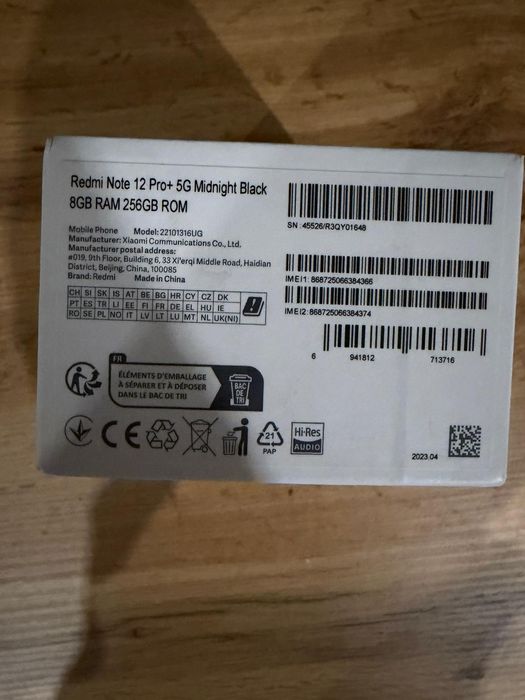 Redmi Note 12 Pro+ 5G Midnight Black
8GB RAM 256GB ROM
Mobile Phone Model: 22101316UG
Manufacturer: Xiaomi Communications Co., Ltd.
Manufacturer postal address:
#019, 9th Floor, Building 6, 33 Xi'erqi Middle Road, Haidian
District, Beijing, China, 100085
Brand: Redmi Made in China
SN: 45526/R3QY01648
IMEI1: 868725066384366
IMEI2: 868725066384374
6 941812 713716
CH SI SK IS AT BE BG HR CY CZ DK
PT ES TR LI EE FI FR DE EL HU IE
RO SE PL NO IT LV LT LU MT NL UK(NI)
FR
ÉLÉMENTS D'EMBALLAGE
À SÉPARER ET À DÉPOSER
DANS LE BAC DE TRI
BAC
DE
TRI
CE
21
PAP
Hi-Res
AUDIO
2023.04